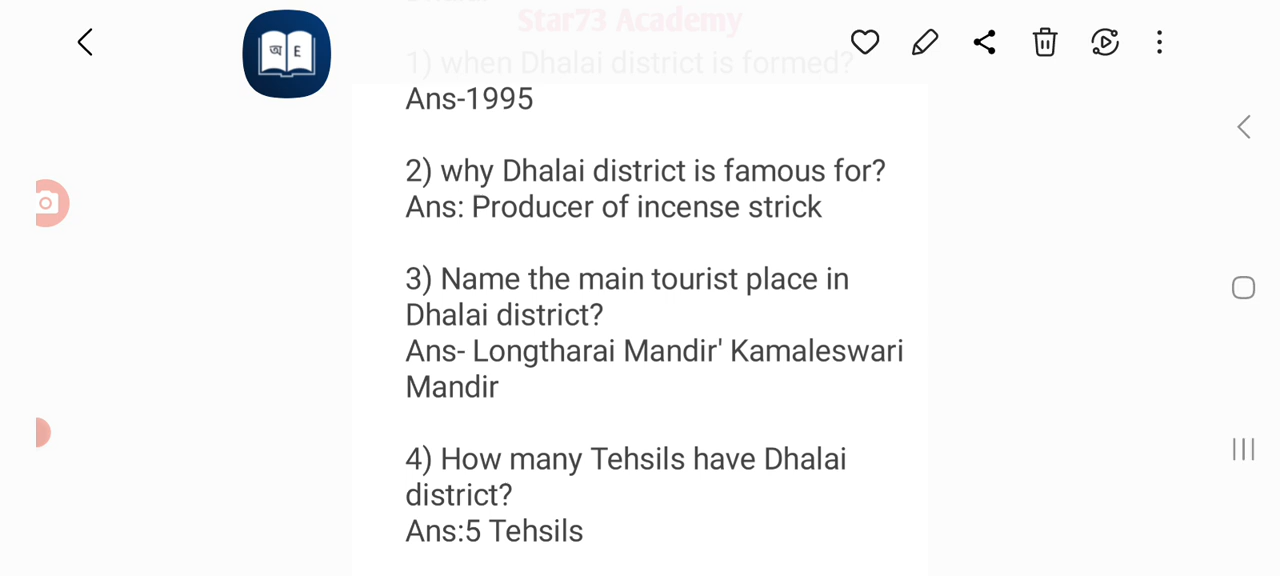 Star73 Academy
1) when Dhalai district is formed?
অ E
Ans-1995
2) why Dhalai district is famous for?
Ans: Producer of incense strick
3) Name the main tourist place in
Dhalai district?
Ans- Longtharai Mandir' Kamaleswari
Mandir
4) How many Tehsils have Dhalai
district?
Ans:5 Tehsils